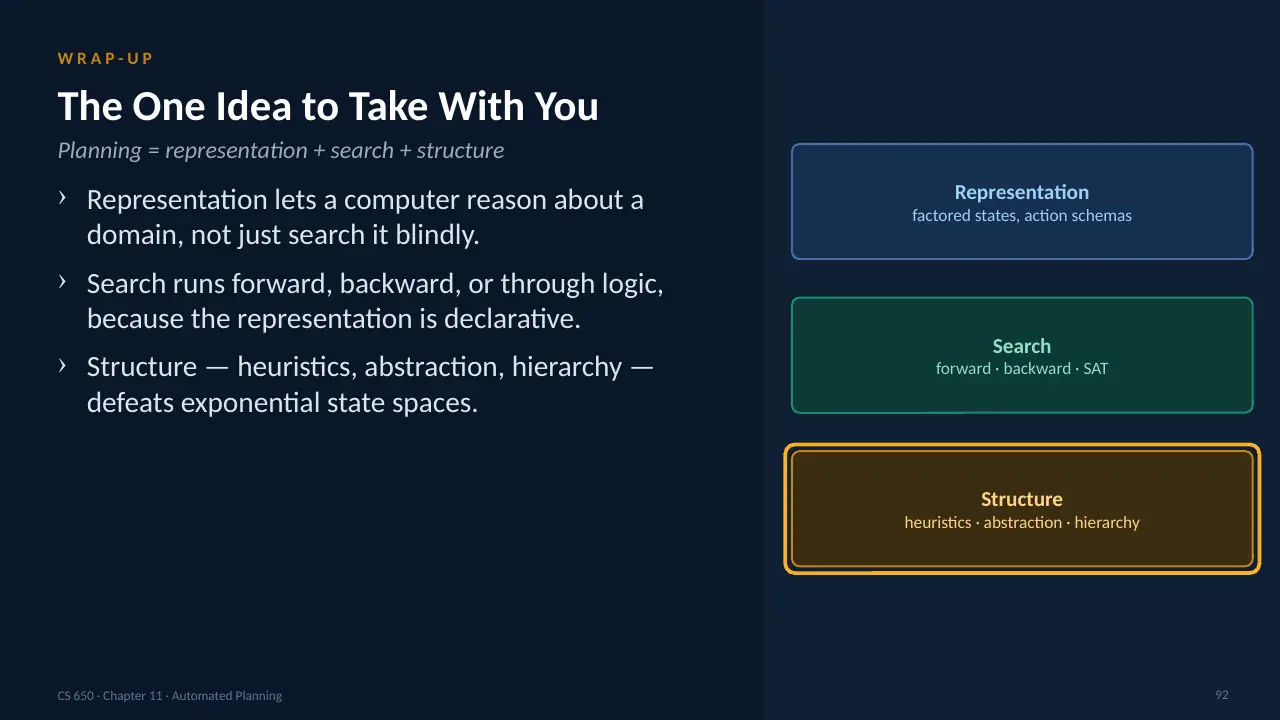 WRAP-UP
The One Idea to Take With You
Planning = representation + search + structure
› Representation lets a computer reason about a
domain, not just search it blindly.
› Search runs forward, backward, or through logic,
because the representation is declarative.
› Structure — heuristics, abstraction, hierarchy —
defeats exponential state spaces.
Representation
factored states, action schemas
Search
forward · backward · SAT
Structure
heuristics · abstraction · hierarchy
CS 650 · Chapter 11 · Automated Planning
92